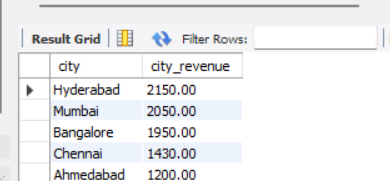 Result Grid Filter Rows:
city city_revenue
Hyderabad 2150.00
Mumbai 2050.00
Bangalore 1950.00
Chennai 1430.00
Ahmedabad 1200.00